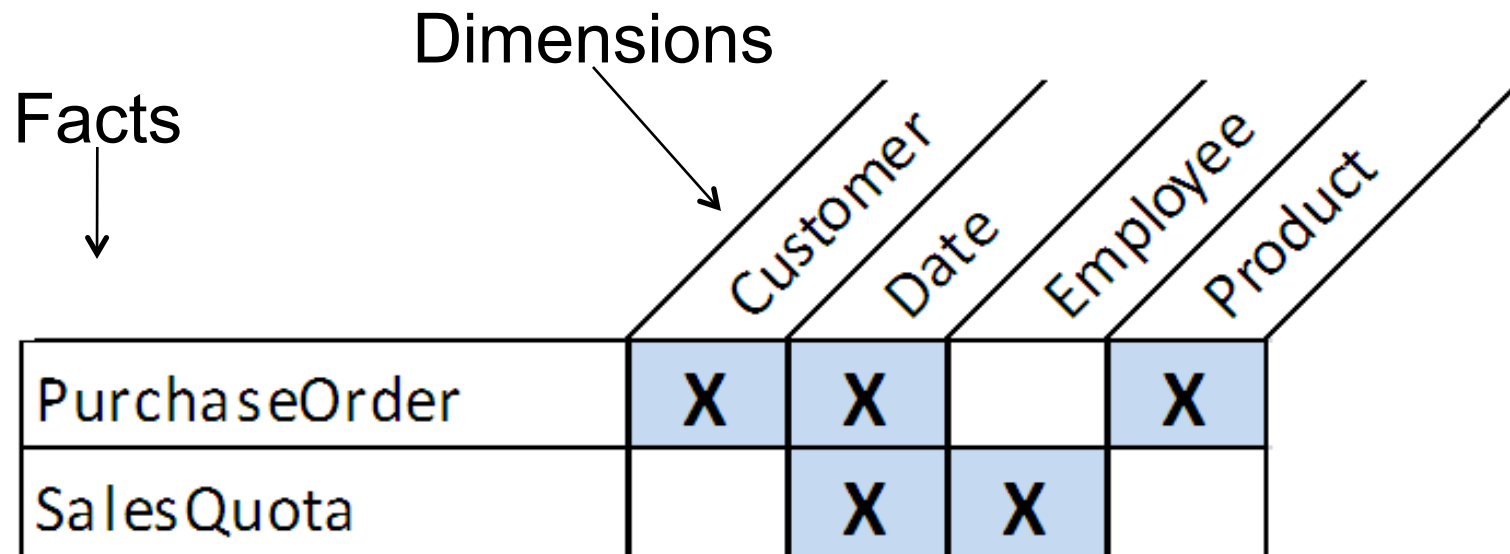 Dimensions
Facts
Customer
Date
Employee
Product
PurchaseOrder X X X
SalesQuota X X